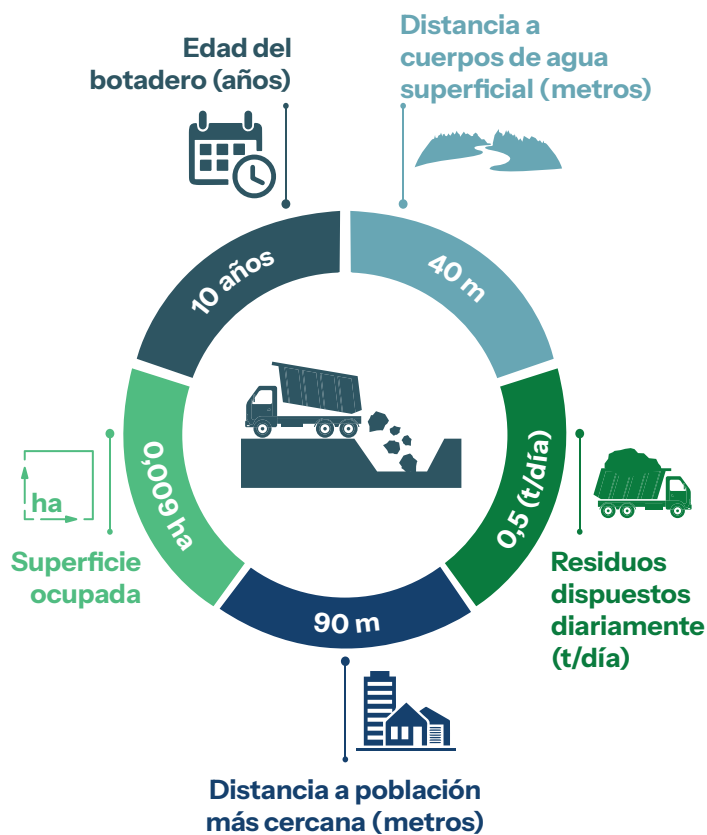 Edad del
botadero (años)
Distancia a
cuerpos de agua
superficial (metros)
10 años
40 m
0,009 ha
0,5 (t/día)
90 m
ha
Superficie
ocupada
Residuos
dispuestos
diariamente
(t/día)
Distancia a población
más cercana (metros)